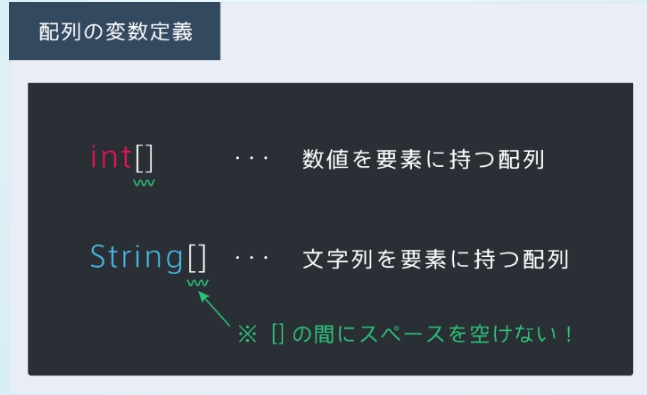 配列の変数定義
int[] ･･･ 数値を要素に持つ配列
String[] ･･･ 文字列を要素に持つ配列
※ [] の間にスペースを空けない！